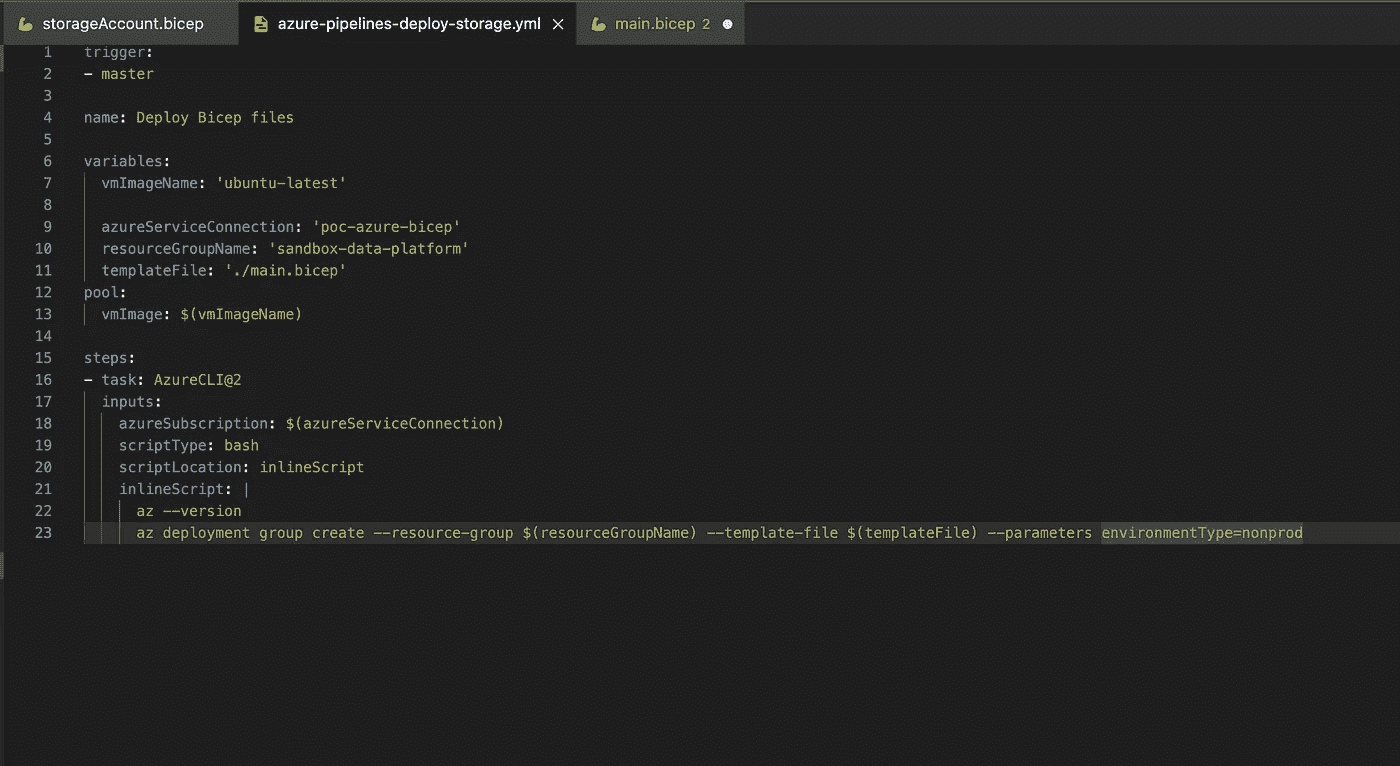 storageAccount.bicep azure-pipelines-deploy-storage.yml main.bicep 2
1 trigger:
2 - master
3
4 name: Deploy Bicep files
5
6 variables:
7   vmImageName: 'ubuntu-latest'
8
9   azureServiceConnection: 'poc-azure-bicep'
10   resourceGroupName: 'sandbox-data-platform'
11   templateFile: './main.bicep'
12 pool:
13   vmImage: $(vmImageName)
14
15 steps:
16 - task: AzureCLI@2
17   inputs:
18     azureSubscription: $(azureServiceConnection)
19     scriptType: bash
20     scriptLocation: inlineScript
21     inlineScript: |
22       az --version
23       az deployment group create --resource-group $(resourceGroupName) --template-file $(templateFile) --parameters environmentType=nonprod